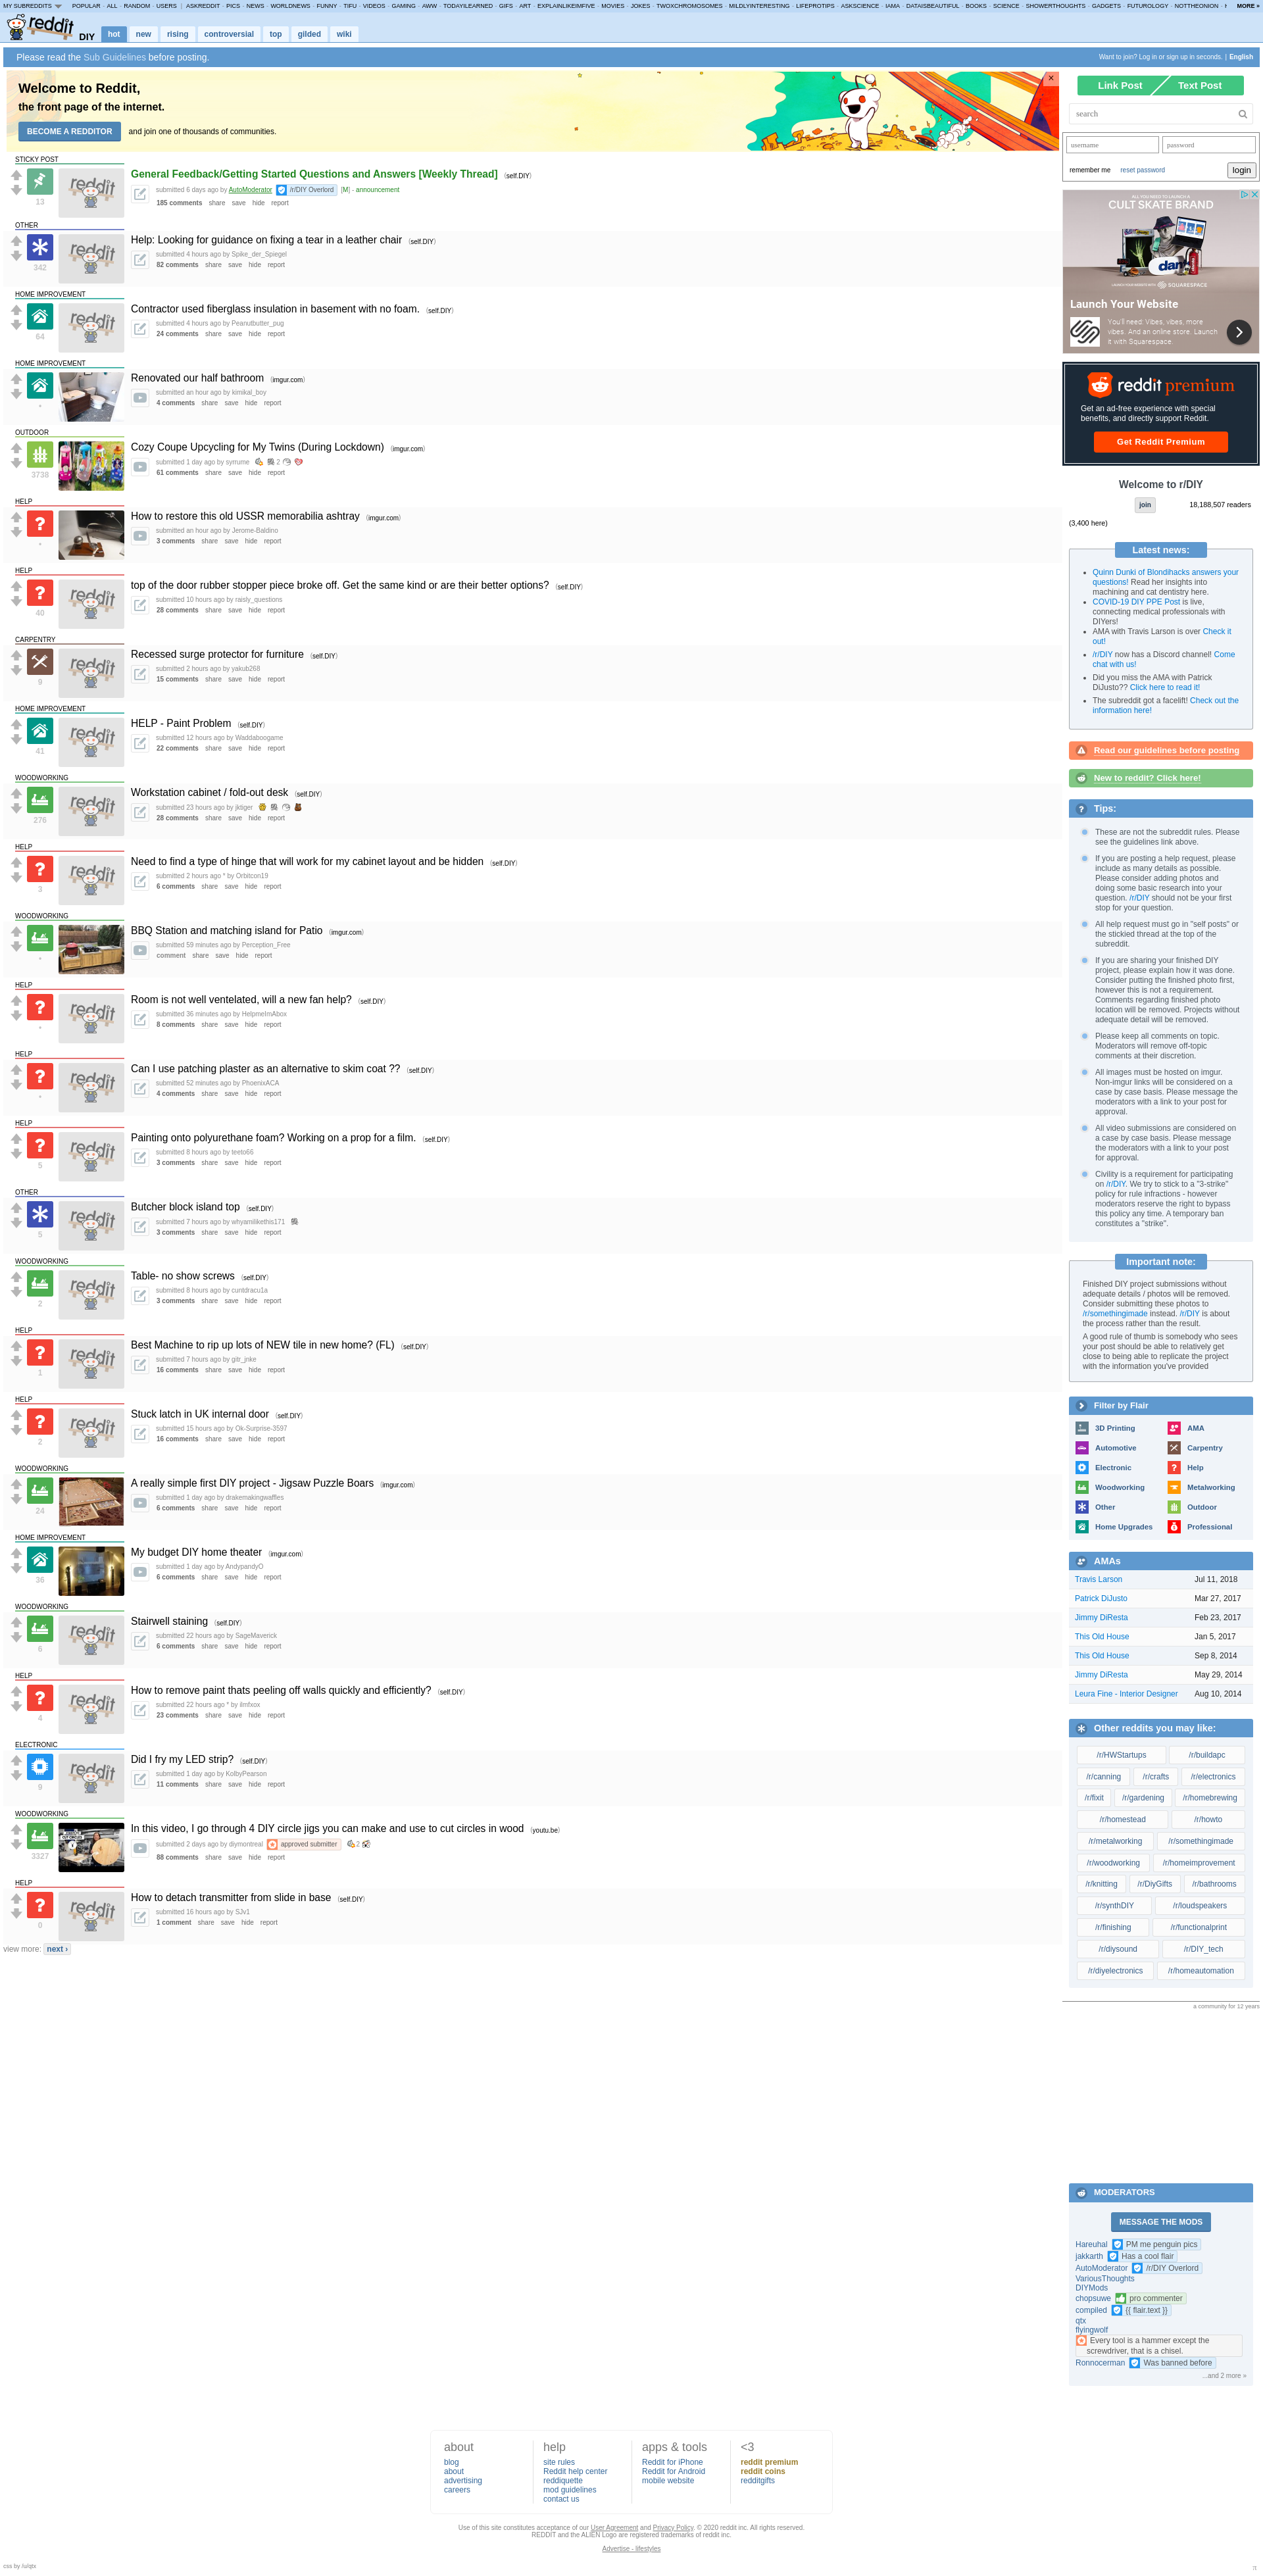 MY SUBREDDITS POPULAR - ALL - RANDOM - USERS | ASKREDDIT - PICS - NEWS - WORLDNEWS - FUNNY - TIFU - VIDEOS - GAMING - AWW - TODAYILEARNED - GIFS - ART - EXPLAINLIKEIMFIVE - MOVIES - JOKES - TWOXCHROMOSOMES - MILDLYINTERESTING - LIFEPROTIPS - ASKSCIENCE - IAMA - DATAISBEAUTIFUL - BOOKS - SCIENCE - SHOWERTHOUGHTS - GADGETS - FUTUROLOGY - NOTTHEONION MORE »
reddit DIY hot new rising controversial top gilded wiki
Please read the Sub Guidelines before posting.
Want to join? Log in or sign up in seconds. | English
Welcome to Reddit,
the front page of the internet.
BECOME A REDDITOR and join one of thousands of communities.
STICKY POST
13
General Feedback/Getting Started Questions and Answers [Weekly Thread] (self.DIY)
submitted 6 days ago by AutoModerator /r/DIY Overlord [M] - announcement
185 comments share save hide report
OTHER
342
Help: Looking for guidance on fixing a tear in a leather chair (self.DIY)
submitted 4 hours ago by Spike_der_Spiegel
82 comments share save hide report
HOME IMPROVEMENT
64
Contractor used fiberglass insulation in basement with no foam. (self.DIY)
submitted 4 hours ago by Peanutbutter_pug
24 comments share save hide report
HOME IMPROVEMENT
•
Renovated our half bathroom (imgur.com)
submitted an hour ago by kimikal_boy
4 comments share save hide report
OUTDOOR
3738
Cozy Coupe Upcycling for My Twins (During Lockdown) (imgur.com)
submitted 1 day ago by syrrume 2
61 comments share save hide report
HELP
•
How to restore this old USSR memorabilia ashtray (imgur.com)
submitted an hour ago by Jerome-Baldino
3 comments share save hide report
HELP
40
top of the door rubber stopper piece broke off. Get the same kind or are their better options? (self.DIY)
submitted 10 hours ago by raisly_questions
28 comments share save hide report
CARPENTRY
9
Recessed surge protector for furniture (self.DIY)
submitted 2 hours ago by yakub268
15 comments share save hide report
HOME IMPROVEMENT
41
HELP - Paint Problem (self.DIY)
submitted 12 hours ago by Waddaboogame
22 comments share save hide report
WOODWORKING
276
Workstation cabinet / fold-out desk (self.DIY)
submitted 23 hours ago by jktiger
28 comments share save hide report
HELP
3
Need to find a type of hinge that will work for my cabinet layout and be hidden (self.DIY)
submitted 2 hours ago * by Orbitcon19
6 comments share save hide report
WOODWORKING
•
BBQ Station and matching island for Patio (imgur.com)
submitted 59 minutes ago by Perception_Free
comment share save hide report
HELP
•
Room is not well ventelated, will a new fan help? (self.DIY)
submitted 36 minutes ago by HelpmeImAbox
8 comments share save hide report
HELP
•
Can I use patching plaster as an alternative to skim coat ?? (self.DIY)
submitted 52 minutes ago by PhoenixACA
4 comments share save hide report
HELP
5
Painting onto polyurethane foam? Working on a prop for a film. (self.DIY)
submitted 8 hours ago by teeto66
3 comments share save hide report
OTHER
5
Butcher block island top (self.DIY)
submitted 7 hours ago by whyamilikethis171
3 comments share save hide report
WOODWORKING
2
Table- no show screws (self.DIY)
submitted 8 hours ago by cuntdracu1a
3 comments share save hide report
HELP
1
Best Machine to rip up lots of NEW tile in new home? (FL) (self.DIY)
submitted 7 hours ago by gitr_jnke
16 comments share save hide report
HELP
2
Stuck latch in UK internal door (self.DIY)
submitted 15 hours ago by Ok-Surprise-3597
16 comments share save hide report
WOODWORKING
24
A really simple first DIY project - Jigsaw Puzzle Boars (imgur.com)
submitted 1 day ago by drakemakingwaffles
6 comments share save hide report
HOME IMPROVEMENT
36
My budget DIY home theater (imgur.com)
submitted 1 day ago by AndypandyO
6 comments share save hide report
WOODWORKING
6
Stairwell staining (self.DIY)
submitted 22 hours ago by SageMaverick
6 comments share save hide report
HELP
4
How to remove paint thats peeling off walls quickly and efficiently? (self.DIY)
submitted 22 hours ago * by ilmfxox
23 comments share save hide report
ELECTRONIC
9
Did I fry my LED strip? (self.DIY)
submitted 1 day ago by KolbyPearson
11 comments share save hide report
WOODWORKING
3327
In this video, I go through 4 DIY circle jigs you can make and use to cut circles in wood (youtu.be)
submitted 2 days ago by diymontreal approved submitter 2
88 comments share save hide report
HELP
0
How to detach transmitter from slide in base (self.DIY)
submitted 16 hours ago by SJv1
1 comment share save hide report
view more: next ›
Link Post Text Post
search
username password
remember me reset password login
ALL YOU NEED TO LAUNCH A
CULT SKATE BRAND
dan
LAUNCH YOUR WEBSITE WITH SQUARESPACE
Launch Your Website
You'll need: Vibes, vibes, more
vibes. And an online store. Launch
it with Squarespace.
reddit premium
Get an ad-free experience with special
benefits, and directly support Reddit.
Get Reddit Premium
Welcome to r/DIY
join 18,188,507 readers
(3,400 here)
Latest news:
Quinn Dunki of Blondihacks answers your
questions! Read her insights into
machining and cat dentistry here.
COVID-19 DIY PPE Post is live,
connecting medical professionals with
DIYers!
AMA with Travis Larson is over Check it
out!
/r/DIY now has a Discord channel! Come
chat with us!
Did you miss the AMA with Patrick
DiJusto?? Click here to read it!
The subreddit got a facelift! Check out the
information here!
Read our guidelines before posting
New to reddit? Click here!
Tips:
These are not the subreddit rules. Please
see the guidelines link above.
If you are posting a help request, please
include as many details as possible.
Please consider adding photos and
doing some basic research into your
question. /r/DIY should not be your first
stop for your question.
All help request must go in "self posts" or
the stickied thread at the top of the
subreddit.
If you are sharing your finished DIY
project, please explain how it was done.
Consider putting the finished photo first,
however this is not a requirement.
Comments regarding finished photo
location will be removed. Projects without
adequate detail will be removed.
Please keep all comments on topic.
Moderators will remove off-topic
comments at their discretion.
All images must be hosted on imgur.
Non-imgur links will be considered on a
case by case basis. Please message the
moderators with a link to your post for
approval.
All video submissions are considered on
a case by case basis. Please message
the moderators with a link to your post
for approval.
Civility is a requirement for participating
on /r/DIY. We try to stick to a "3-strike"
policy for rule infractions - however
moderators reserve the right to bypass
this policy any time. A temporary ban
constitutes a "strike".
Important note:
Finished DIY project submissions without
adequate details / photos will be removed.
Consider submitting these photos to
/r/somethingimade instead. /r/DIY is about
the process rather than the result.
A good rule of thumb is somebody who sees
your post should be able to relatively get
close to being able to replicate the project
with the information you've provided
Filter by Flair
3D Printing AMA
Automotive Carpentry
Electronic Help
Woodworking Metalworking
Other Outdoor
Home Upgrades Professional
AMAs
Travis Larson Jul 11, 2018
Patrick DiJusto Mar 27, 2017
Jimmy DiResta Feb 23, 2017
This Old House Jan 5, 2017
This Old House Sep 8, 2014
Jimmy DiResta May 29, 2014
Leura Fine - Interior Designer Aug 10, 2014
Other reddits you may like:
/r/HWStartups /r/buildapc
/r/canning /r/crafts /r/electronics
/r/fixit /r/gardening /r/homebrewing
/r/homestead /r/howto
/r/metalworking /r/somethingimade
/r/woodworking /r/homeimprovement
/r/knitting /r/DiyGifts /r/bathrooms
/r/synthDIY /r/loudspeakers
/r/finishing /r/functionalprint
/r/diysound /r/DIY_tech
/r/diyelectronics /r/homeautomation
a community for 12 years
MODERATORS
MESSAGE THE MODS
Hareuhal PM me penguin pics
jakkarth Has a cool flair
AutoModerator /r/DIY Overlord
VariousThoughts
DIYMods
chopsuwe pro commenter
compiled {{ flair.text }}
qtx
flyingwolf
Every tool is a hammer except the
screwdriver, that is a chisel.
Ronnocerman Was banned before
...and 2 more »
about help apps & tools <3
blog site rules Reddit for iPhone reddit premium
about Reddit help center Reddit for Android reddit coins
advertising reddiquette mobile website redditgifts
careers mod guidelines
contact us
Use of this site constitutes acceptance of our User Agreement and Privacy Policy. © 2020 reddit inc. All rights reserved.
REDDIT and the ALIEN Logo are registered trademarks of reddit inc.
Advertise - lifestyles
css by /u/qtx
π